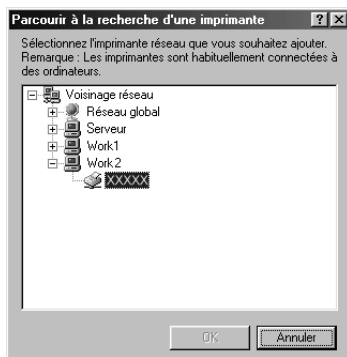 Parcourir à la recherche d'une imprimante
Sélectionnez l'imprimante réseau que vous souhaitez ajouter.
Remarque : Les imprimantes sont habituellement connectées à
des ordinateurs.
Voisinage réseau
Réseau global
Serveur
Work1
Work2
XXXXX
OK
Annuler